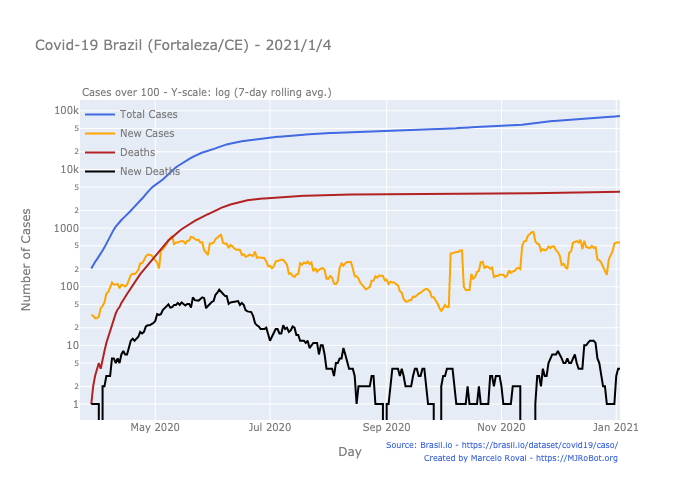 Covid-19 Brazil (Fortaleza/CE) - 2021/1/4
Cases over 100 - Y-scale: log (7-day rolling avg.)
Number of Cases
100k
5
2
10k
5
2
1000
5
2
100
5
2
10
5
2
1
Total Cases
New Cases
Deaths
New Deaths
May 2020
Jul 2020
Sep 2020
Nov 2020
Jan 2021
Day
Source: Brasil.io - https://brasil.io/dataset/covid19/caso/
Created by Marcelo Rovai - https://MJRoBot.org